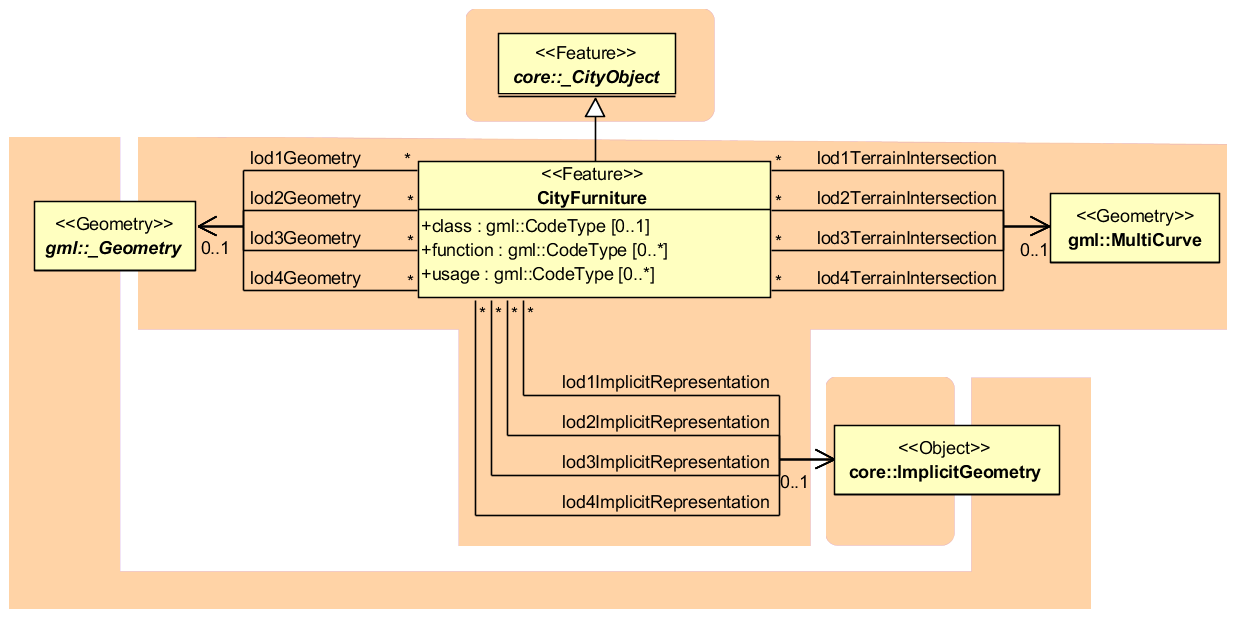 <<Feature>>
core::_CityObject
lod1Geometry
*
lod2Geometry
*
lod3Geometry
*
lod4Geometry
*
<<Geometry>>
gml::_Geometry
0..1
<<Feature>>
CityFurniture
+class : gml::CodeType [0..1]
+function : gml::CodeType [0..*]
+usage : gml::CodeType [0..*]
*
lod1TerrainIntersection
*
lod2TerrainIntersection
*
lod3TerrainIntersection
*
lod4TerrainIntersection
<<Geometry>>
gml::MultiCurve
0..1
* * * *
lod1ImplicitRepresentation
lod2ImplicitRepresentation
lod3ImplicitRepresentation
lod4ImplicitRepresentation
0..1
<<Object>>
core::ImplicitGeometry